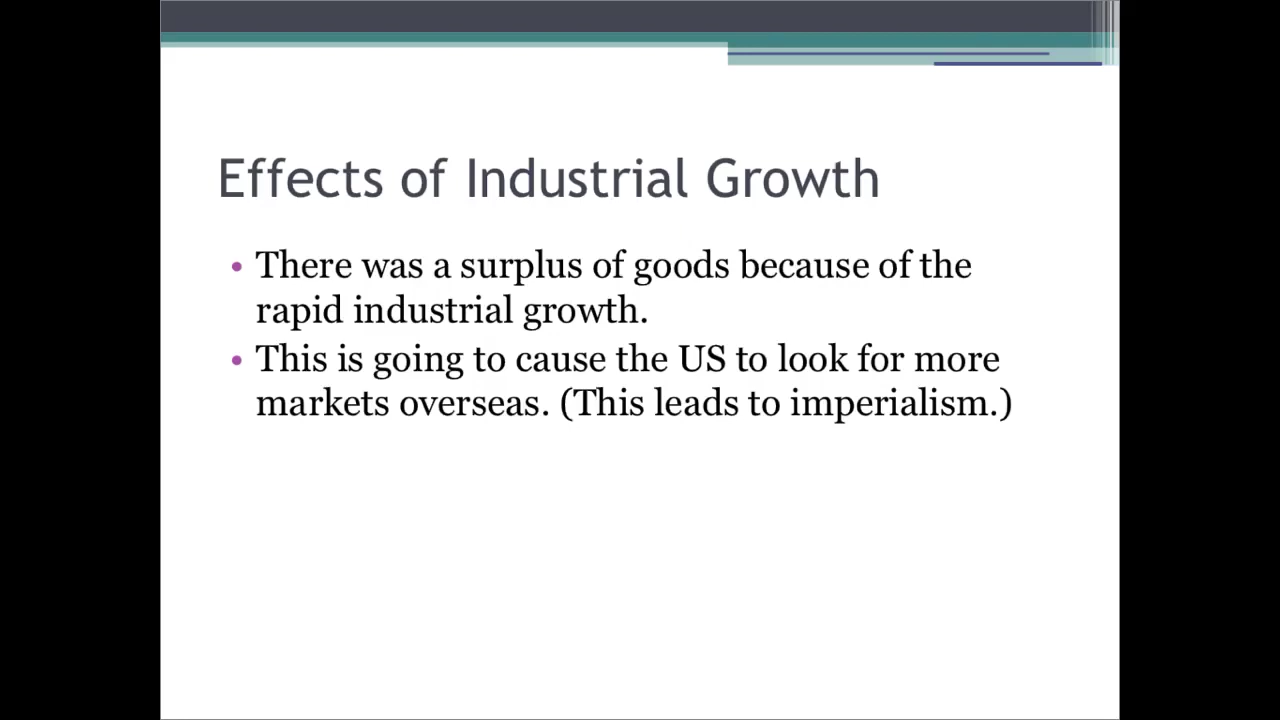 Effects of Industrial Growth
• There was a surplus of goods because of the
rapid industrial growth.
• This is going to cause the US to look for more
markets overseas. (This leads to imperialism.)